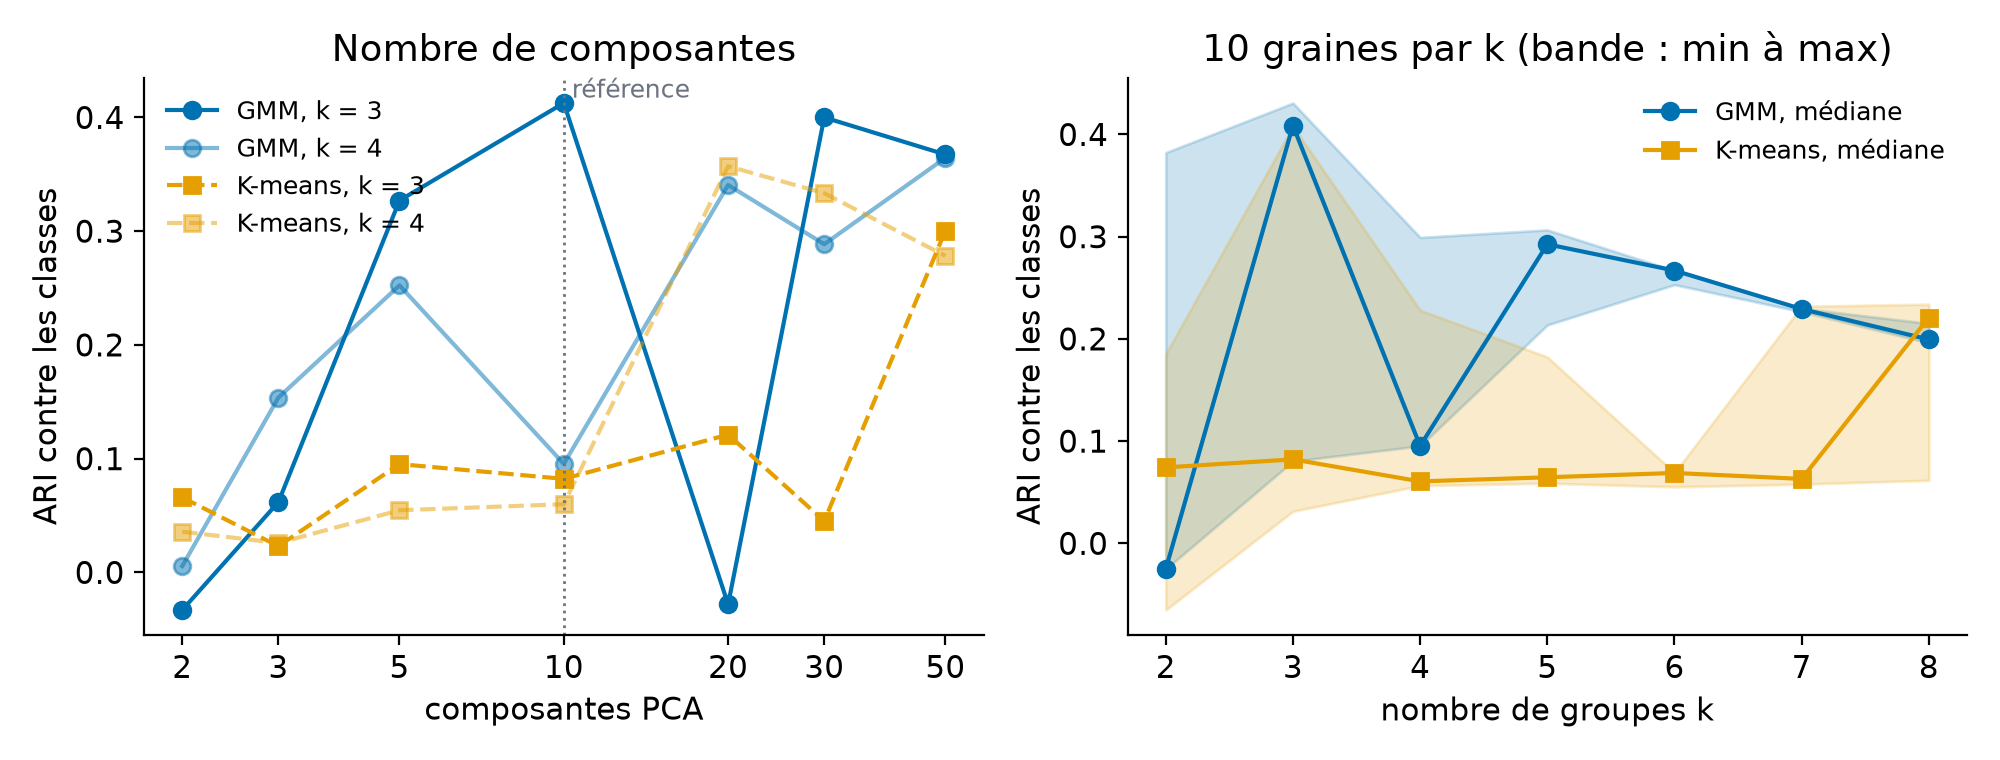 Nombre de composantes
référence
GMM, k = 3
GMM, k = 4
K-means, k = 3
K-means, k = 4
0.4
0.3
0.2
0.1
0.0
ARI contre les classes
2 3 5 10 20 30 50
composantes PCA
10 graines par k (bande : min à max)
GMM, médiane
K-means, médiane
0.4
0.3
0.2
0.1
0.0
ARI contre les classes
2 3 4 5 6 7 8
nombre de groupes k